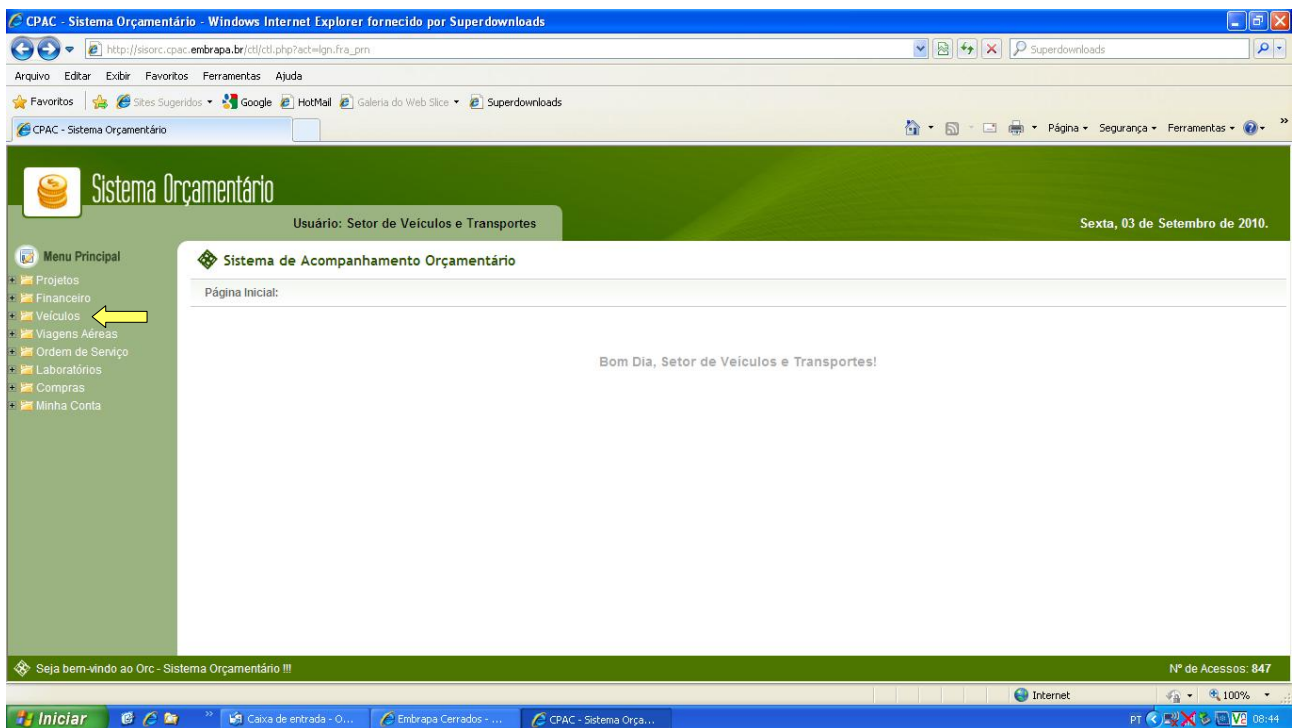 CPAC - Sistema Orçamentário - Windows Internet Explorer fornecido por Superdownloads
http://sisorc.cpac.embrapa.br/ctl/ctl.php?act=lgn.fra_prn
Superdownloads
Arquivo Editar Exibir Favoritos Ferramentas Ajuda
Favoritos Sites Sugeridos Google HotMail Galeria do Web Slice Superdownloads
CPAC - Sistema Orçamentário
Página Segurança Ferramentas »
Sistema Orçamentário
Usuário: Setor de Veículos e Transportes
Sexta, 03 de Setembro de 2010.
Menu Principal
Projetos
Financeiro
Veículos
Viagens Aéreas
Ordem de Serviço
Laboratórios
Compras
Minha Conta
Sistema de Acompanhamento Orçamentário
Página Inicial:
Bom Dia, Setor de Veículos e Transportes!
Seja bem-vindo ao Orc - Sistema Orçamentário !!!
Nº de Acessos: 847
Internet 100%
Iniciar » Caixa de entrada - O... Embrapa Cerrados - ... CPAC - Sistema Orça... PT 08:44